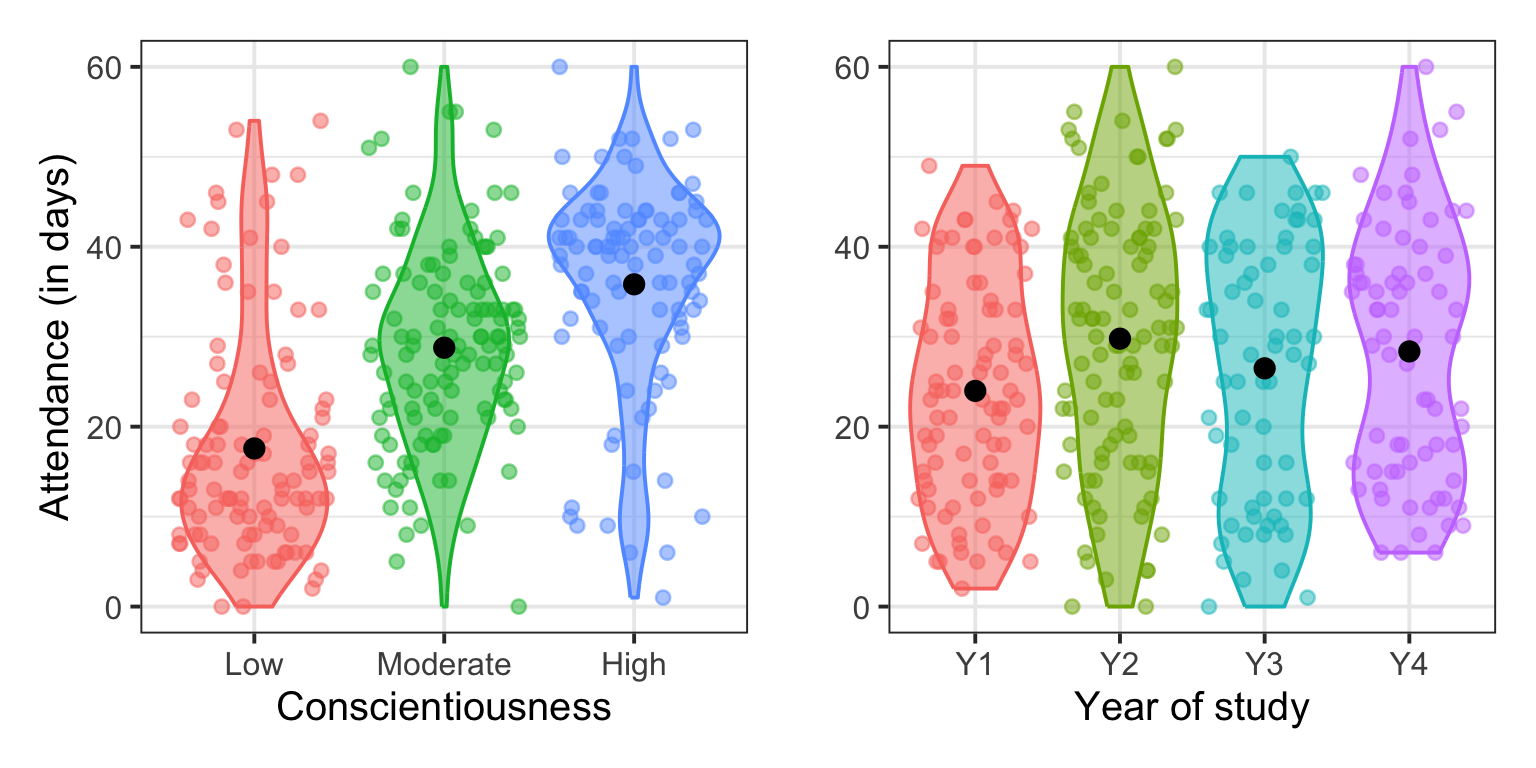 Attendance (in days)
60
40
20
0
Low Moderate High
Conscientiousness
60
40
20
0
Y1 Y2 Y3 Y4
Year of study